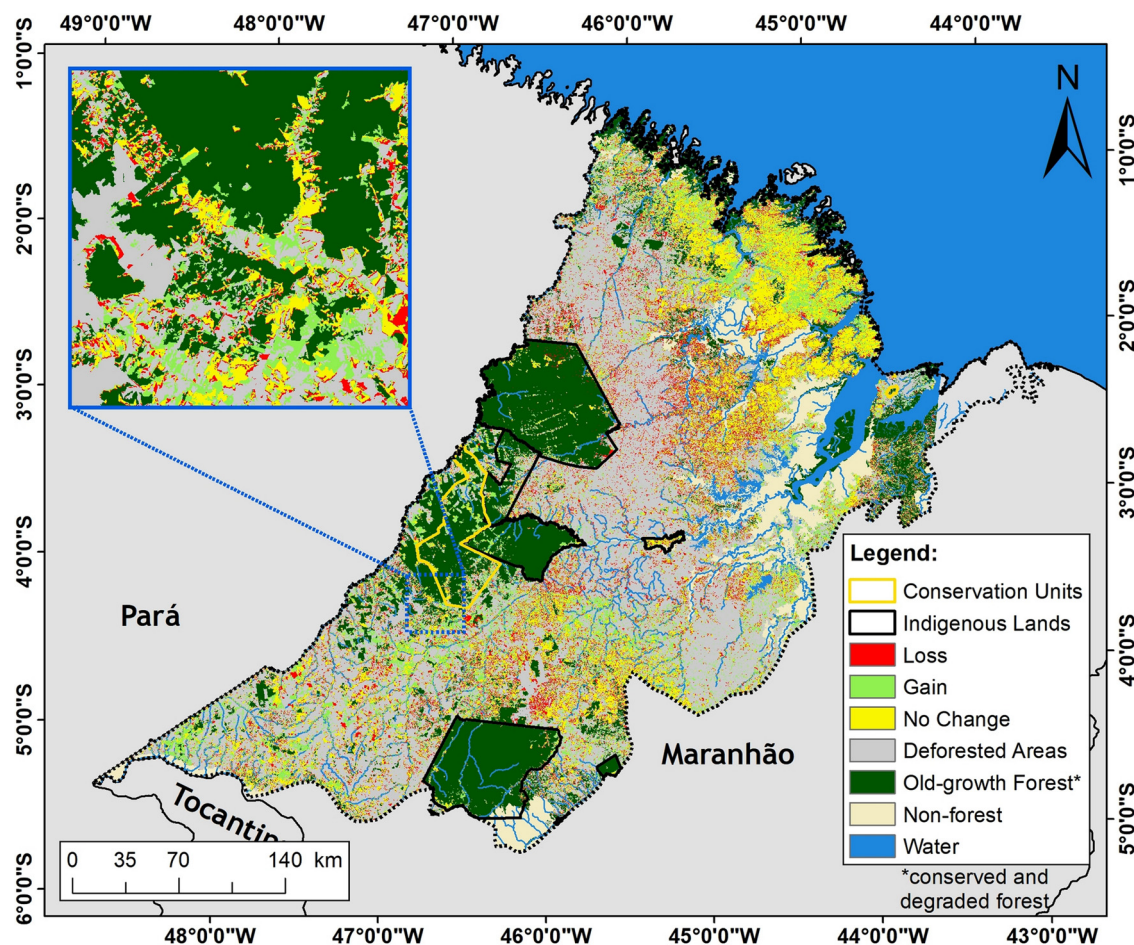 49°0'0"W 48°0'0"W 47°0'0"W 46°0'0"W 45°0'0"W 44°0'0"W
1°0'0"S
2°0'0"S
3°0'0"S
4°0'0"S
5°0'0"S
6°0'0"S
N
1°0'0"S
2°0'0"S
3°0'0"S
4°0'0"S
5°0'0"S
Pará
Maranhão
Tocantin
Legend:
Conservation Units
Indigenous Lands
Loss
Gain
No Change
Deforested Areas
Old-growth Forest*
Non-forest
Water
*conserved and
degraded forest
0 35 70 140 km
48°0'0"W 47°0'0"W 46°0'0"W 45°0'0"W 44°0'0"W 43°0'0"W